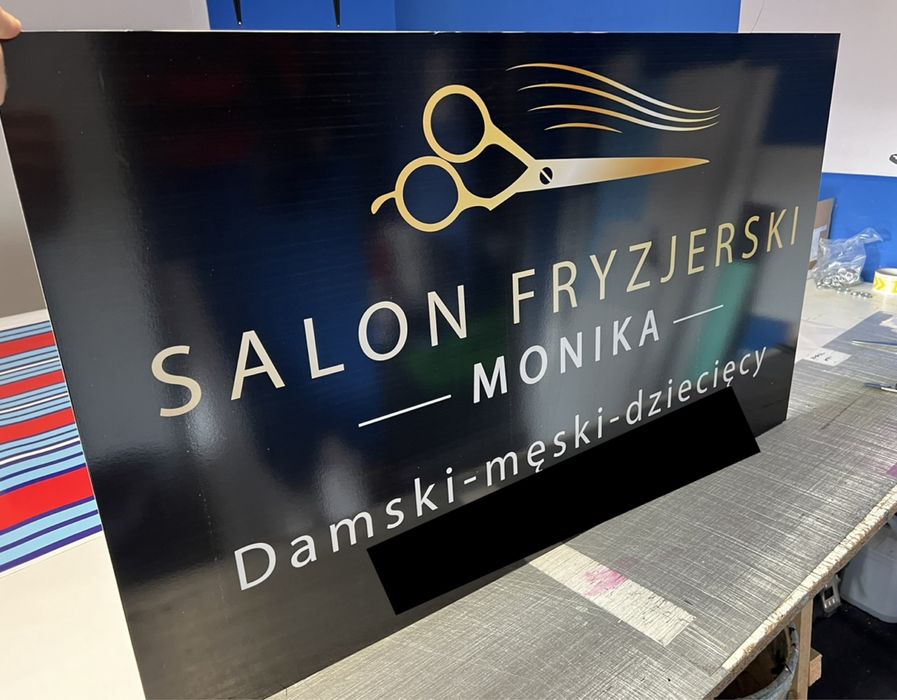 SALON FRYZJERSKI
MONIKA
Damski-męski-dziecięcy